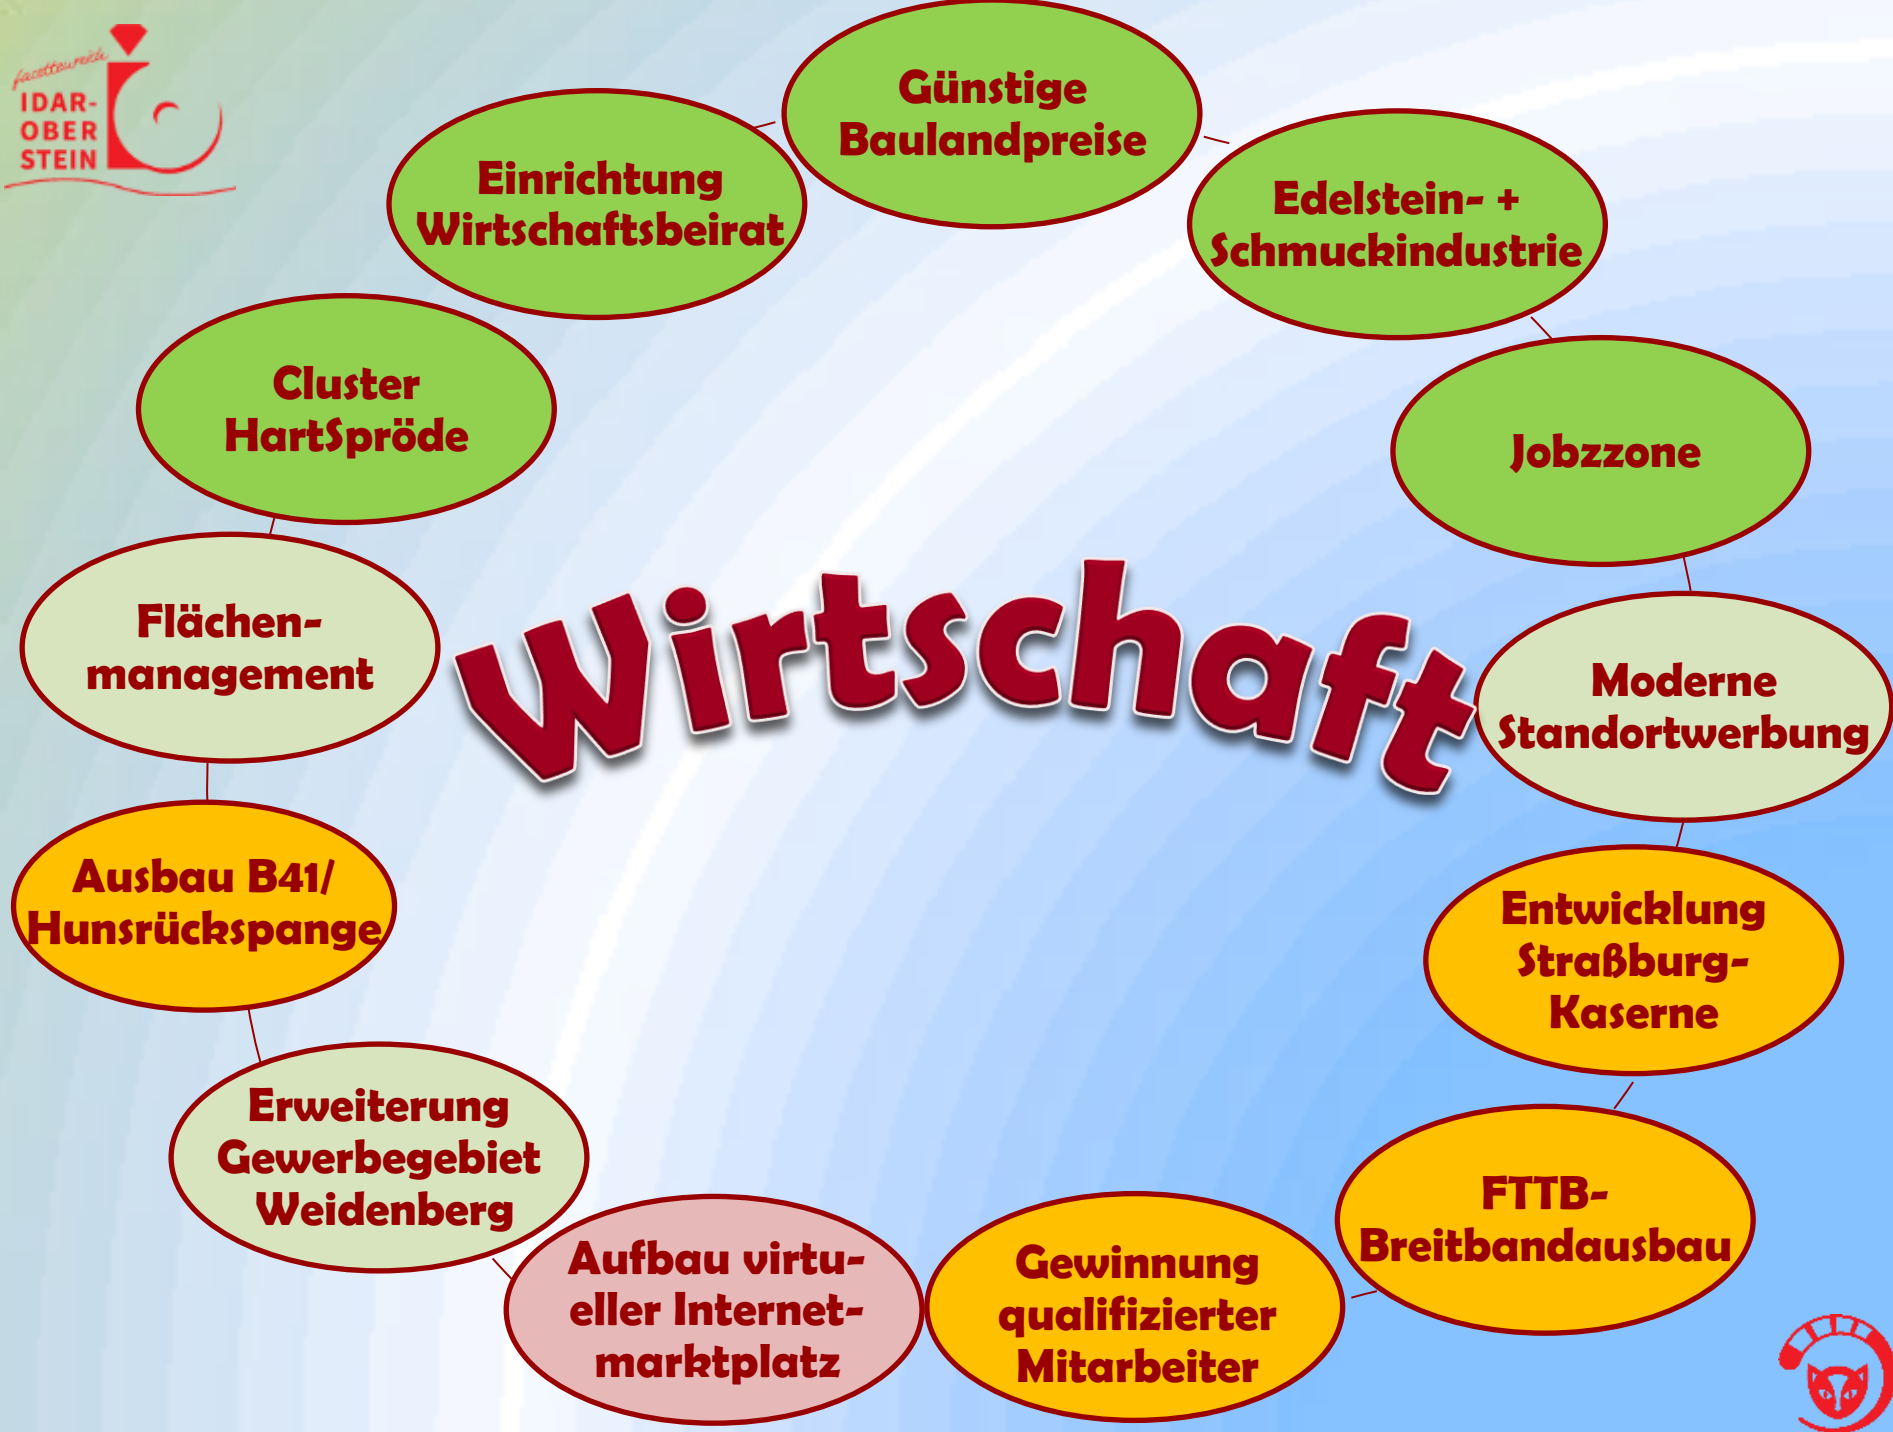 facettenreich
IDAR-
OBER
STEIN
Günstige
Baulandpreise
Edelstein- +
Schmuckindustrie
Jobzzone
Moderne
Standortwerbung
Entwicklung
Straßburg-
Kaserne
FTTB-
Breitbandausbau
Gewinnung
qualifizierter
Mitarbeiter
Aufbau virtu-
eller Internet-
marktplatz
Erweiterung
Gewerbegebiet
Weidenberg
Ausbau B41/
Hunsrückspange
Flächen-
management
Cluster
HartSpröde
Einrichtung
Wirtschaftsbeirat
Wirtschaft